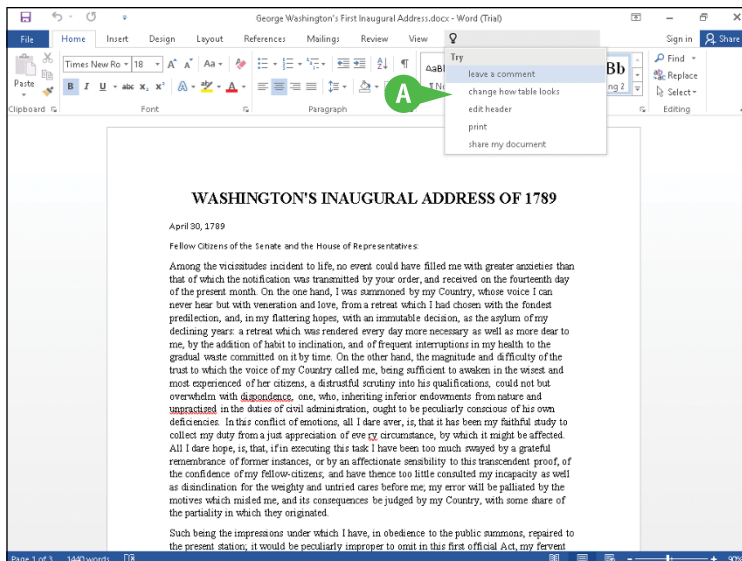 George Washington's First Inaugural Address.docx - Word (Trial)
File Home Insert Design Layout References Mailings Review View Sign in Share
Try
leave a comment
change how table looks
edit header
print
share my document
A
Paste
Times New Ro 18 A A Aa
B I U abc x₂ x² A ab A
AaBl
¶ No
Bb
ng 2
Find
Replace
Select
Clipboard Font Paragraph Editing
WASHINGTON'S INAUGURAL ADDRESS OF 1789
April 30, 1789
Fellow Citizens of the Senate and the House of Representatives:
Among the vicissitudes incident to life, no event could have filled me with greater anxieties than
that of which the notification was transmitted by your order, and received on the fourteenth day
of the present month. On the one hand, I was summoned by my Country, whose voice I can
never hear but with veneration and love, from a retreat which I had chosen with the fondest
predilection, and, in my flattering hopes, with an immutable decision, as the asylum of my
declining years: a retreat which was rendered every day more necessary as well as more dear to
me, by the addition of habit to inclination, and of frequent interruptions in my health to the
gradual waste committed on it by time. On the other hand, the magnitude and difficulty of the
trust to which the voice of my Country called me, being sufficient to awaken in the wisest and
most experienced of her citizens, a distrustful scrutiny into his qualifications, could not but
overwhelm with dispondence, one, who, inheriting inferior endowments from nature and
unpractised in the duties of civil administration, ought to be peculiarly conscious of his own
deficiencies. In this conflict of emotions, all I dare aver, is, that it has been my faithful study to
collect my duty from a just appreciation of eve ry circumstance, by which it might be affected.
All I dare hope, is, that, if in executing this task I have been too much swayed by a grateful
remembrance of former instances, or by an affectionate sensibility to this transcendent proof, of
the confidence of my fellow-citizens; and have thence too little consulted my incapacity as well
as disinclination for the weighty and untried cares before me; my error will be palliated by the
motives which misled me, and its consequences be judged by my Country, with some share of
the partiality in which they originated.
Such being the impressions under which I have, in obedience to the public summons, repaired to
the present station; it would be peculiarly improper to omit in this first official Act, my fervent
Page 1 of 3 1440 words 90%